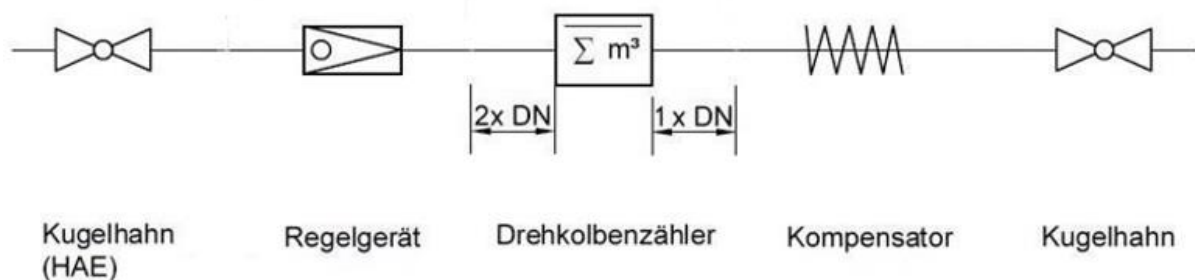 ∑ m³
2x DN
1 x DN
Kugelhahn
(HAE)
Regelgerät
Drehkolbenzähler
Kompensator
Kugelhahn